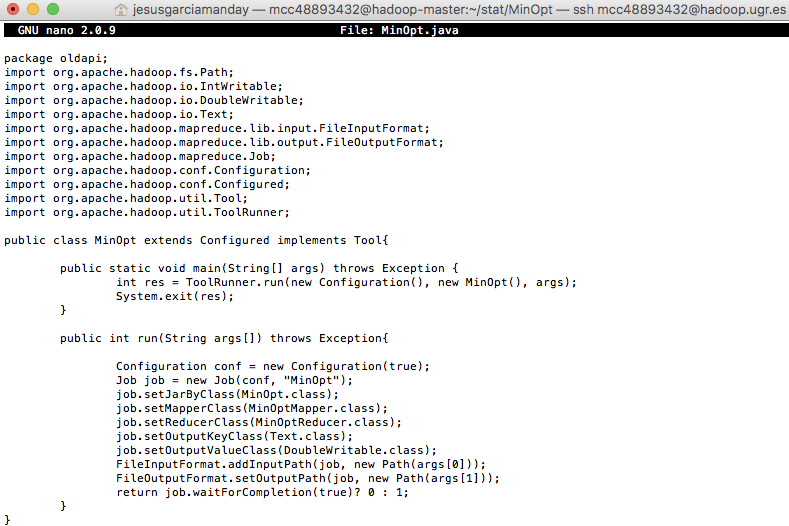 jesusgarciamanday — mcc48893432@hadoop-master:~/stat/MinOpt — ssh mcc48893432@hadoop.ugr.es
GNU nano 2.0.9 File: MinOpt.java
package oldapi;
import org.apache.hadoop.fs.Path;
import org.apache.hadoop.io.IntWritable;
import org.apache.hadoop.io.DoubleWritable;
import org.apache.hadoop.io.Text;
import org.apache.hadoop.mapreduce.lib.input.FileInputFormat;
import org.apache.hadoop.mapreduce.lib.output.FileOutputFormat;
import org.apache.hadoop.mapreduce.Job;
import org.apache.hadoop.conf.Configuration;
import org.apache.hadoop.conf.Configured;
import org.apache.hadoop.util.Tool;
import org.apache.hadoop.util.ToolRunner;
public class MinOpt extends Configured implements Tool{
public static void main(String[] args) throws Exception {
int res = ToolRunner.run(new Configuration(), new MinOpt(), args);
System.exit(res);
}
public int run(String args[]) throws Exception{
Configuration conf = new Configuration(true);
Job job = new Job(conf, "MinOpt");
job.setJarByClass(MinOpt.class);
job.setMapperClass(MinOptMapper.class);
job.setReducerClass(MinOptReducer.class);
job.setOutputKeyClass(Text.class);
job.setOutputValueClass(DoubleWritable.class);
FileInputFormat.addInputPath(job, new Path(args[0]));
FileOutputFormat.setOutputPath(job, new Path(args[1]));
return job.waitForCompletion(true)? 0 : 1;
}
}